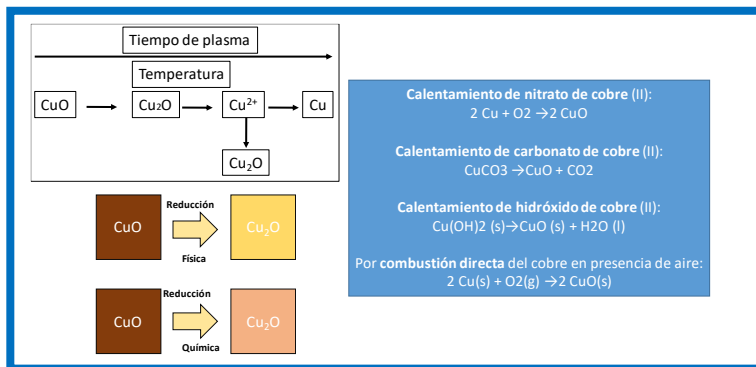 Tiempo de plasma
Temperatura
CuO
Cu₂O
Cu²⁺
Cu
Cu₂O
Reducción
CuO
Cu₂O
Física
Reducción
CuO
Cu₂O
Química
Calentamiento de nitrato de cobre (II):
2 Cu + O2 →2 CuO
Calentamiento de carbonato de cobre (II):
CuCO3 →CuO + CO2
Calentamiento de hidróxido de cobre (II):
Cu(OH)2 (s)→CuO (s) + H2O (l)
Por combustión directa del cobre en presencia de aire:
2 Cu(s) + O2(g) →2 CuO(s)